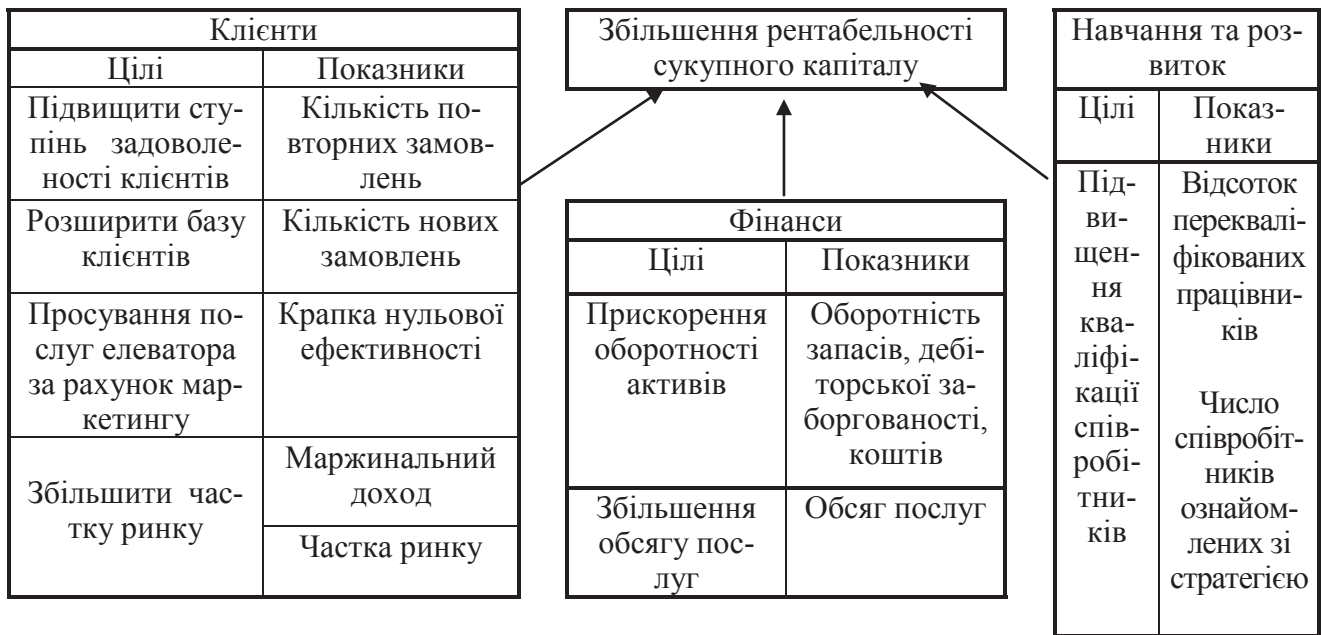 Клієнти
Цілі
Показники
Підвищити сту-
пінь задоволе-
ності клієнтів
Кількість по-
вторних замов-
лень
Розширити базу
клієнтів
Кількість нових
замовлень
Просування по-
слуг елеватора
за рахунок мар-
кетингу
Крапка нульової
ефективності
Збільшити час-
тку ринку
Маржинальний
доход
Частка ринку
Збільшення рентабельності
сукупного капіталу
Фінанси
Цілі
Показники
Прискорення
оборотності
активів
Оборотність
запасів, дебі-
торської за-
боргованості,
коштів
Збільшення
обсягу пос-
луг
Обсяг послуг
Навчання та роз-
виток
Цілі
Показ-
ники
Під-
ви-
щен-
ня
ква-
ліфі-
кації
спів-
робі-
тни-
ків
Відсоток
перекваліфі-
фікованих
працівни-
ків
Число
співробіт-
ників
ознайом-
лених зі
стратегією